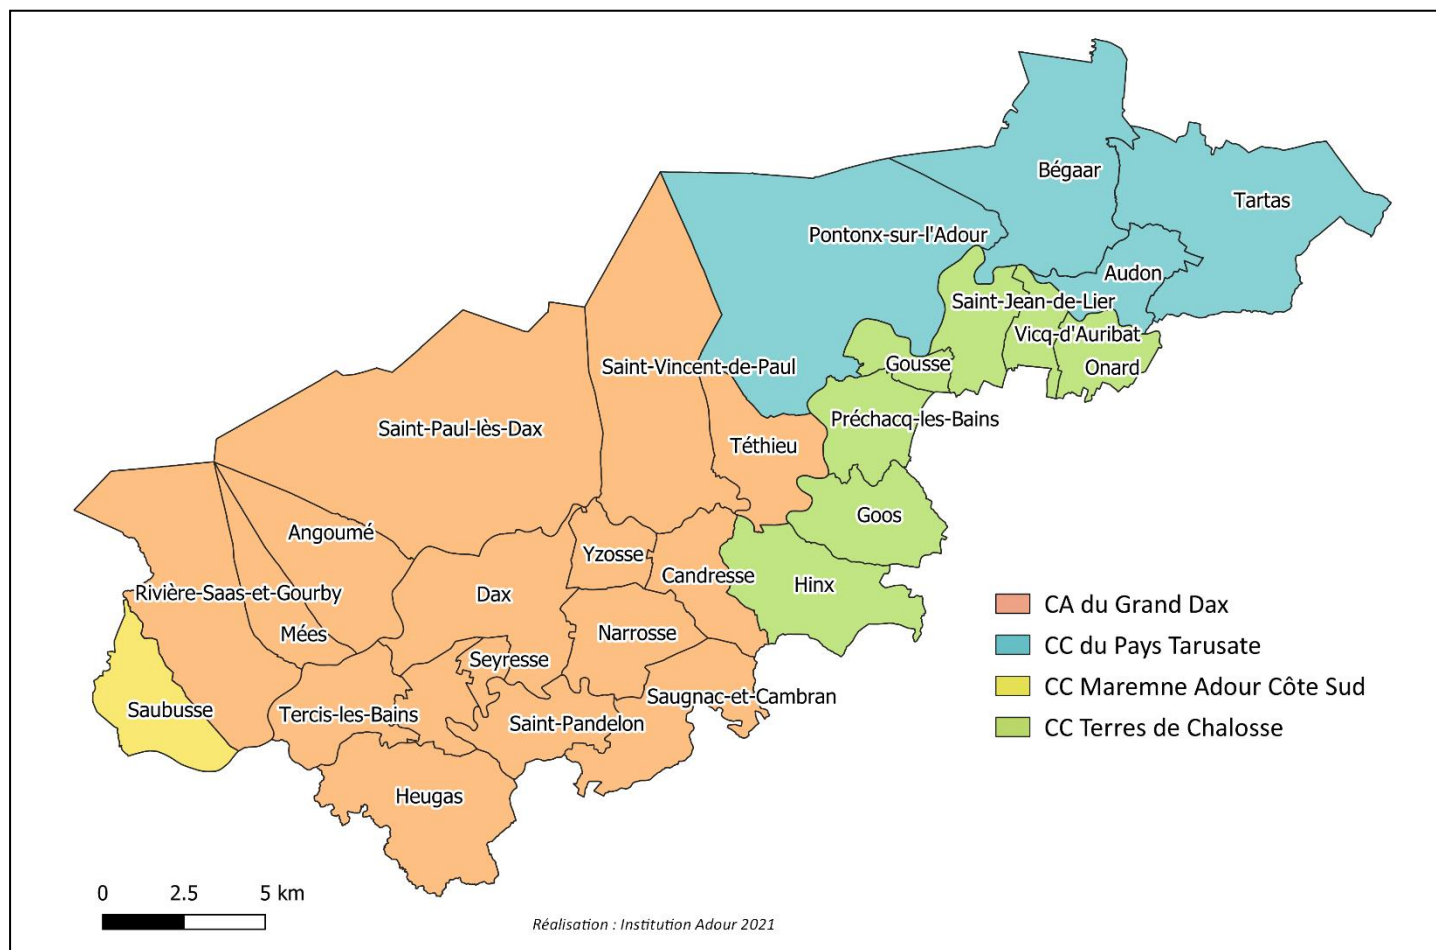 Bégaar
Tartas
Pontonx-sur-l'Adour
Audon
Saint-Jean-de-Lier
Vicq-d'Auribat
Saint-Vincent-de-Paul
Gousse
Onard
Saint-Paul-lès-Dax
Préchacq-les-Bains
Téthieu
Goos
Angoumé
Yzosse
Candresse
Hinx
Rivière-Saas-et-Gourby
Dax
Mées
Narrosse
Seyresse
Saugnac-et-Cambran
Saubusse
Tercis-les-Bains
Saint-Pandelon
Heugas
CA du Grand Dax
CC du Pays Tarusate
CC Maremne Adour Côte Sud
CC Terres de Chalosse
0 2.5 5 km
Réalisation : Institution Adour 2021